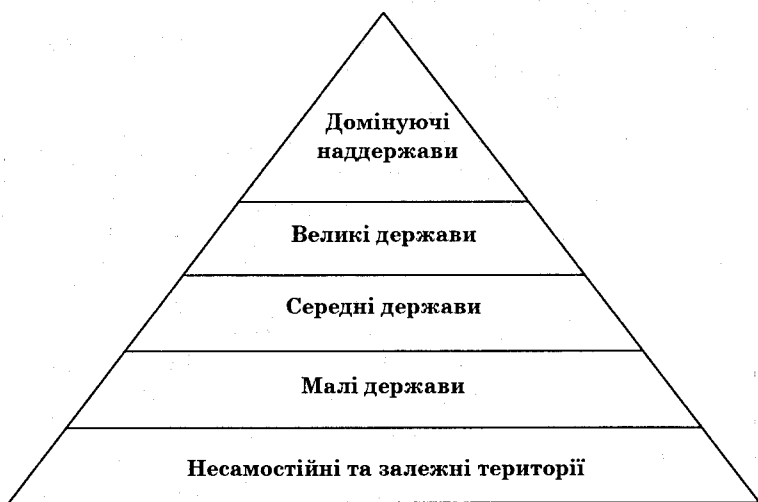 Домінуючі
наддержави
Великі держави
Середні держави
Малі держави
Несамостійні та залежні території